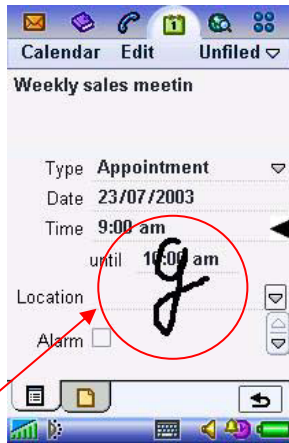 Calendar Edit Unfiled
Weekly sales meetin
Type Appointment
Date 23/07/2003
Time 9:00 am
until 10:00 am
g
Location
Alarm